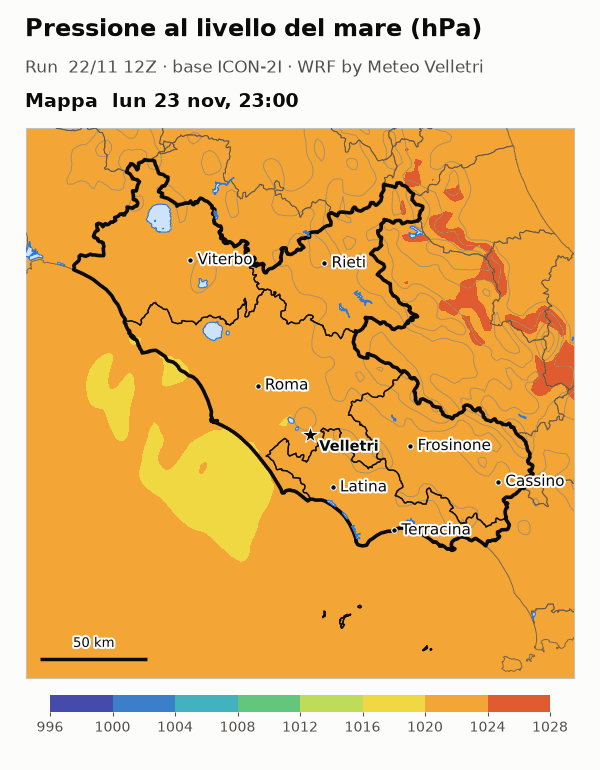 Pressione al livello del mare (hPa)
Run  22/11 12Z · base ICON-2I · WRF by Meteo Velletri
Mappa  lun 23 nov, 23:00
Viterbo
Rieti
Roma
Velletri
Frosinone
Latina
Cassino
Terracina
50 km
996 1000 1004 1008 1012 1016 1020 1024 1028